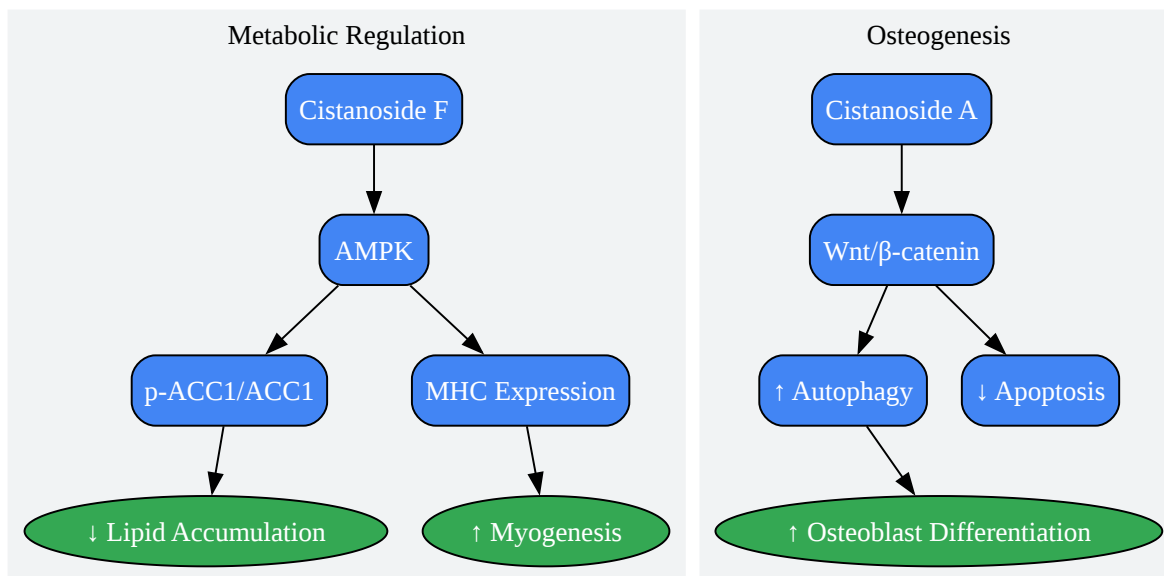 Metabolic Regulation
Cistanoside F
AMPK
p-ACC1/ACC1
MHC Expression
↓ Lipid Accumulation
↑ Myogenesis
Osteogenesis
Cistanoside A
Wnt/β-catenin
↑ Autophagy
↓ Apoptosis
↑ Osteoblast Differentiation